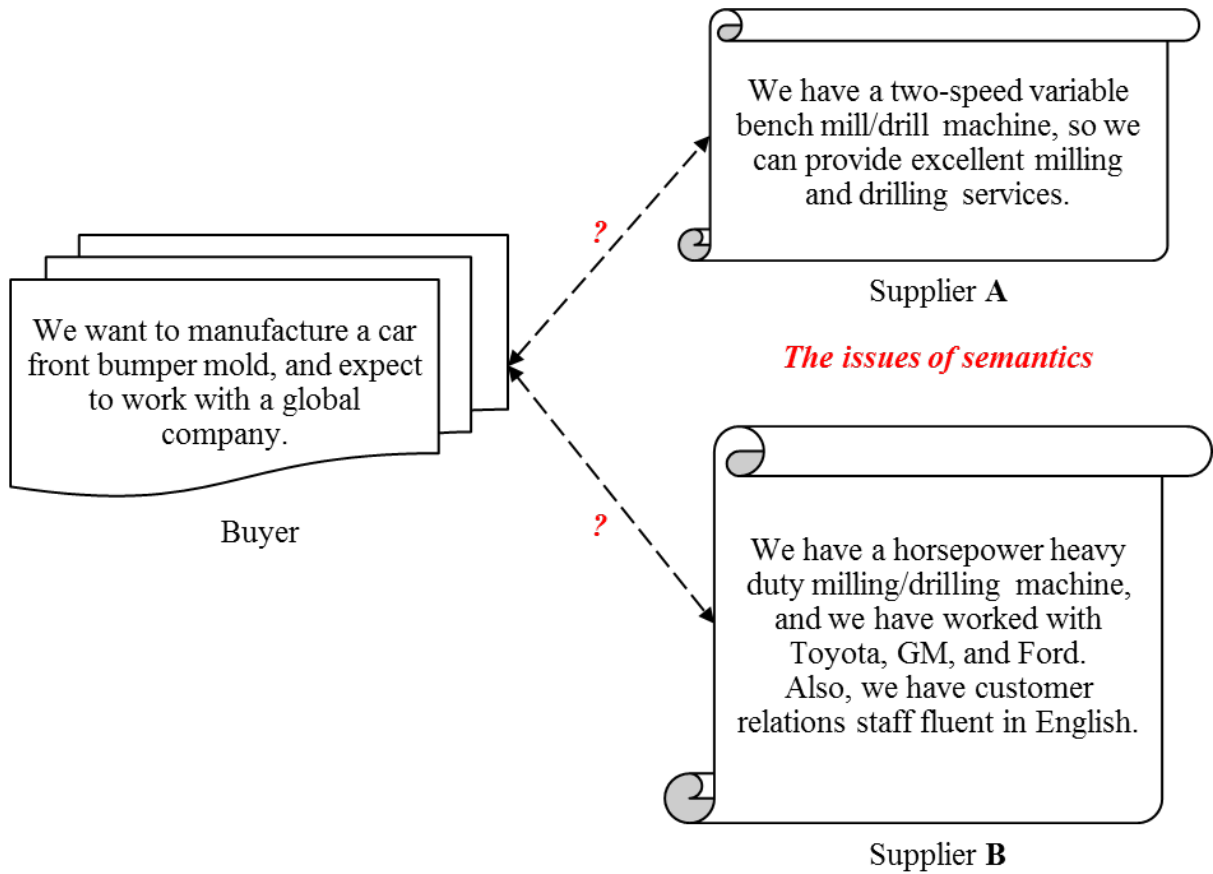 We want to manufacture a car
front bumper mold, and expect
to work with a global
company.
Buyer
?
?
We have a two-speed variable
bench mill/drill machine, so we
can provide excellent milling
and drilling services.
Supplier A
The issues of semantics
We have a horsepower heavy
duty milling/drilling machine,
and we have worked with
Toyota, GM, and Ford.
Also, we have customer
relations staff fluent in English.
Supplier B